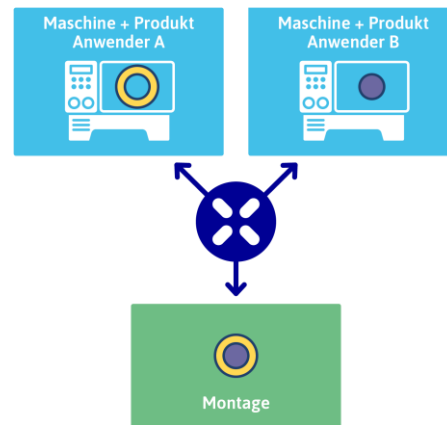 Maschine + Produkt
Anwender A
Maschine + Produkt
Anwender B
Montage